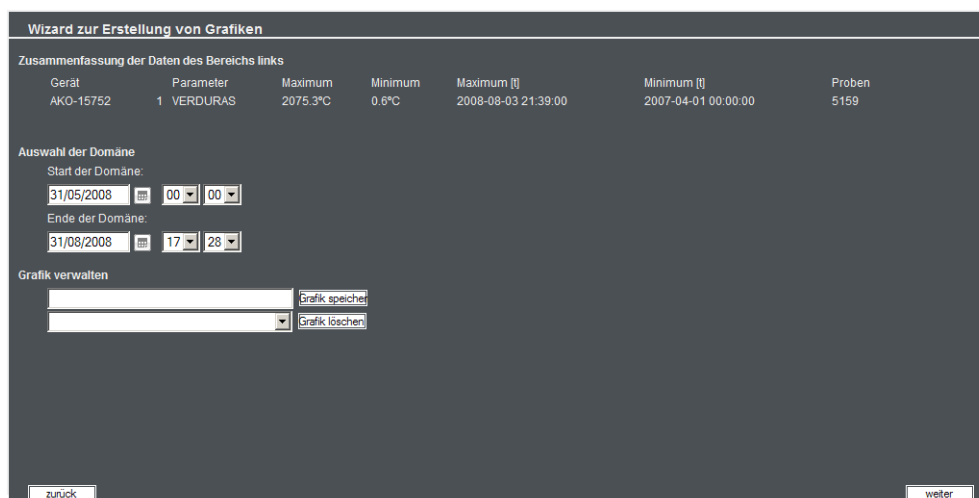 Wizard zur Erstellung von Grafiken
Zusammenfassung der Daten des Bereichs links
Gerät Parameter Maximum Minimum Maximum [t] Minimum [t] Proben
AKO-15752 1 VERDURAS 2075.3ºC 0.6ºC 2008-08-03 21:39:00 2007-04-01 00:00:00 5159
Auswahl der Domäne
Start der Domäne:
31/05/2008 00 00
Ende der Domäne:
31/08/2008 17 28
Grafik verwalten
Grafik speicher
Grafik löschen
zurück weiter